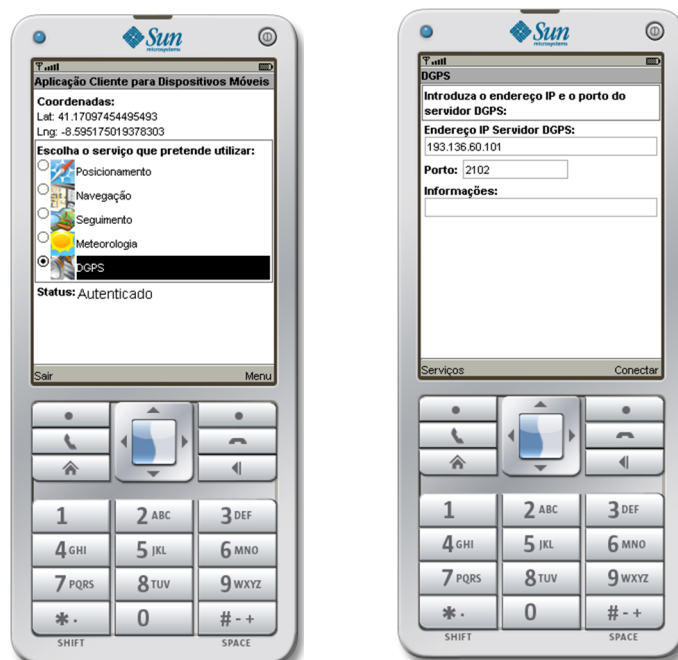 Sun
microsystems
Aplicação Cliente para Dispositivos Móveis
Coordenadas:
Lat: 41.17097454495493
Lng: -8.595175019378303
Escolha o serviço que pretende utilizar:
Posicionamento
Navegação
Seguimento
Meteorologia
DGPS
Status: Autenticado
Sair Menu
1 2 ABC 3 DEF
4 GHI 5 JKL 6 MNO
7 PQRS 8 TUV 9 WXYZ
* . 0 # - +
SHIFT SPACE
Sun
microsystems
DGPS
Introduza o endereço IP e o porto do
servidor DGPS:
Endereço IP Servidor DGPS:
193.136.60.101
Porto: 2102
Informações:
Serviços Conectar
1 2 ABC 3 DEF
4 GHI 5 JKL 6 MNO
7 PQRS 8 TUV 9 WXYZ
* . 0 # - +
SHIFT SPACE